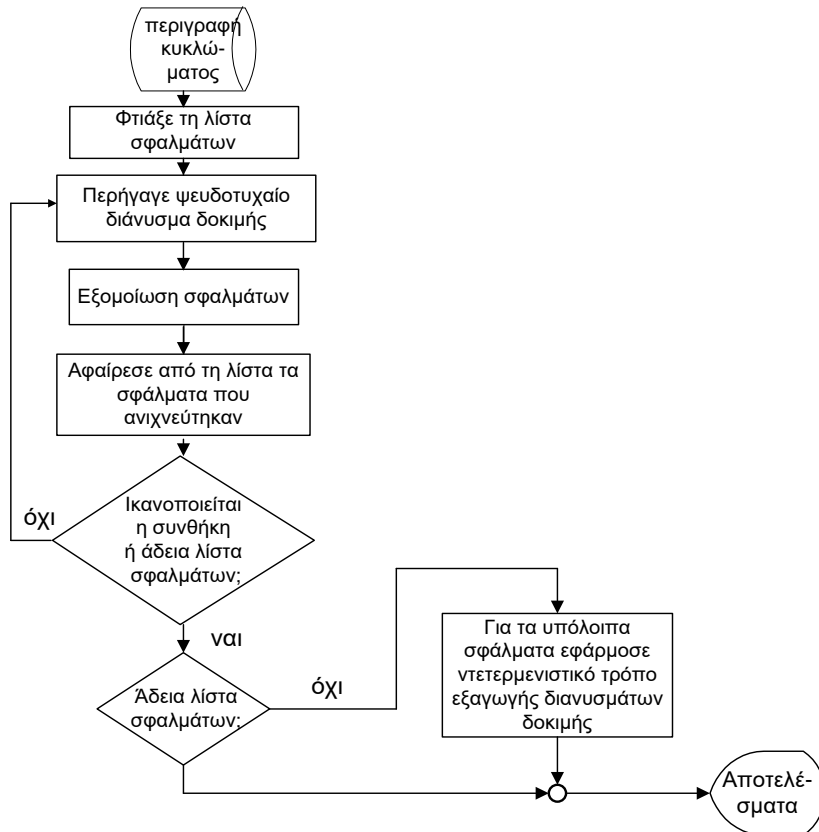 περιγραφή
κυκλώ-
ματος
Φτιάξε τη λίστα
σφαλμάτων
Περήγαγε ψευδοτυχαίο
διάνυσμα δοκιμής
Εξομοίωση σφαλμάτων
Αφαίρεσε από τη λίστα τα
σφάλματα που
ανιχνεύτηκαν
όχι
Ικανοποιείται
η συνθήκη
ή άδεια λίστα
σφαλμάτων;
ναι
Άδεια λίστα
σφαλμάτων;
όχι
Για τα υπόλοιπα
σφάλματα εφάρμοσε
ντετερμενιστικό τρόπο
εξαγωγής διανυσμάτων
δοκιμής
Αποτελέ-
σματα